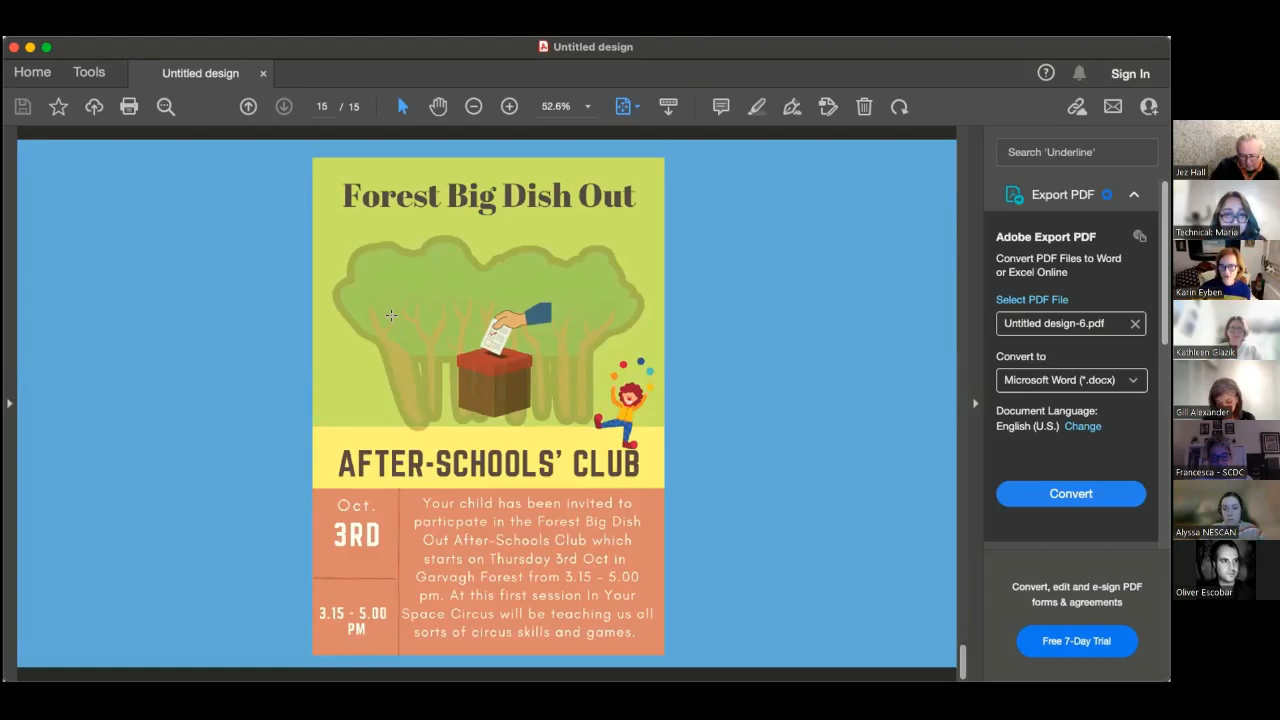 Untitled design
Home
Tools
Untitled design
Sign In
15 / 15
52.6%
Search 'Underline'
Export PDF
Adobe Export PDF
Convert PDF Files to Word
or Excel Online
Select PDF File
Untitled design-6.pdf
Convert to
Microsoft Word (*.docx)
Document Language:
English (U.S.) Change
Convert
Convert, edit and e-sign PDF
forms & agreements
Free 7-Day Trial
Forest Big Dish Out
AFTER-SCHOOLS' CLUB
Oct.
3RD
3.15 - 5.00
PM
Your child has been invited to
particpate in the Forest Big Dish
Out After-Schools Club which
starts on Thursday 3rd Oct in
Garvagh Forest from 3.15 - 5.00
pm. At this first session In Your
Space Circus will be teaching us all
sorts of circus skills and games.
Jez Hall
Technical: Maria
Karin Eyben
Kathleen Glazik
Gill Alexander
Francesca - SCDC
Alyssa NESCAN
Oliver Escobar